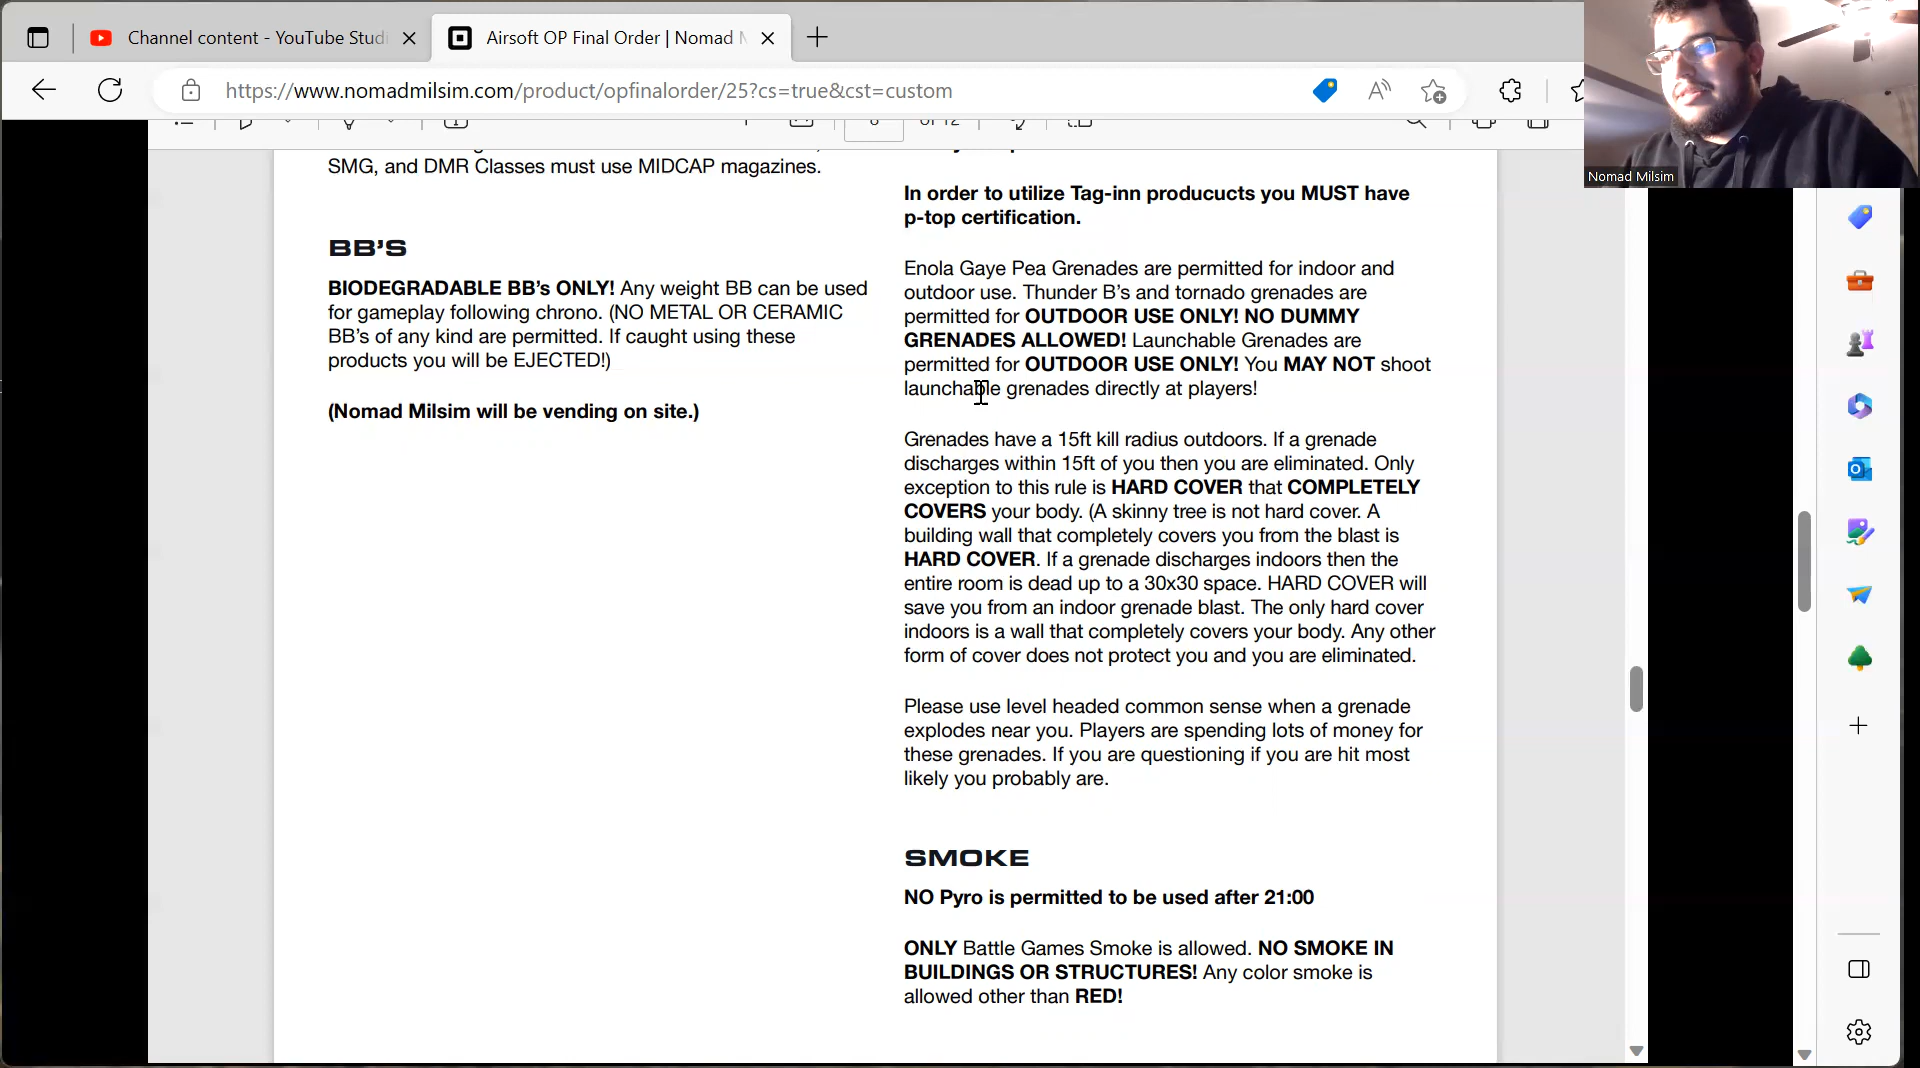 Channel content - YouTube Studi
Airsoft OP Final Order | Nomad M
https://www.nomadmilsim.com/product/opfinalorder/25?cs=true&cst=custom
Nomad Milsim
of 12
SMG, and DMR Classes must use MIDCAP magazines.
BB'S
BIODEGRADABLE BB's ONLY! Any weight BB can be used
for gameplay following chrono. (NO METAL OR CERAMIC
BB's of any kind are permitted. If caught using these
products you will be EJECTED!)
(Nomad Milsim will be vending on site.)
In order to utilize Tag-inn producucts you MUST have
p-top certification.
Enola Gaye Pea Grenades are permitted for indoor and
outdoor use. Thunder B's and tornado grenades are
permitted for OUTDOOR USE ONLY! NO DUMMY
GRENADES ALLOWED! Launchable Grenades are
permitted for OUTDOOR USE ONLY! You MAY NOT shoot
launchable grenades directly at players!
Grenades have a 15ft kill radius outdoors. If a grenade
discharges within 15ft of you then you are eliminated. Only
exception to this rule is HARD COVER that COMPLETELY
COVERS your body. (A skinny tree is not hard cover. A
building wall that completely covers you from the blast is
HARD COVER. If a grenade discharges indoors then the
entire room is dead up to a 30x30 space. HARD COVER will
save you from an indoor grenade blast. The only hard cover
indoors is a wall that completely covers your body. Any other
form of cover does not protect you and you are eliminated.
Please use level headed common sense when a grenade
explodes near you. Players are spending lots of money for
these grenades. If you are questioning if you are hit most
likely you probably are.
SMOKE
NO Pyro is permitted to be used after 21:00
ONLY Battle Games Smoke is allowed. NO SMOKE IN
BUILDINGS OR STRUCTURES! Any color smoke is
allowed other than RED!